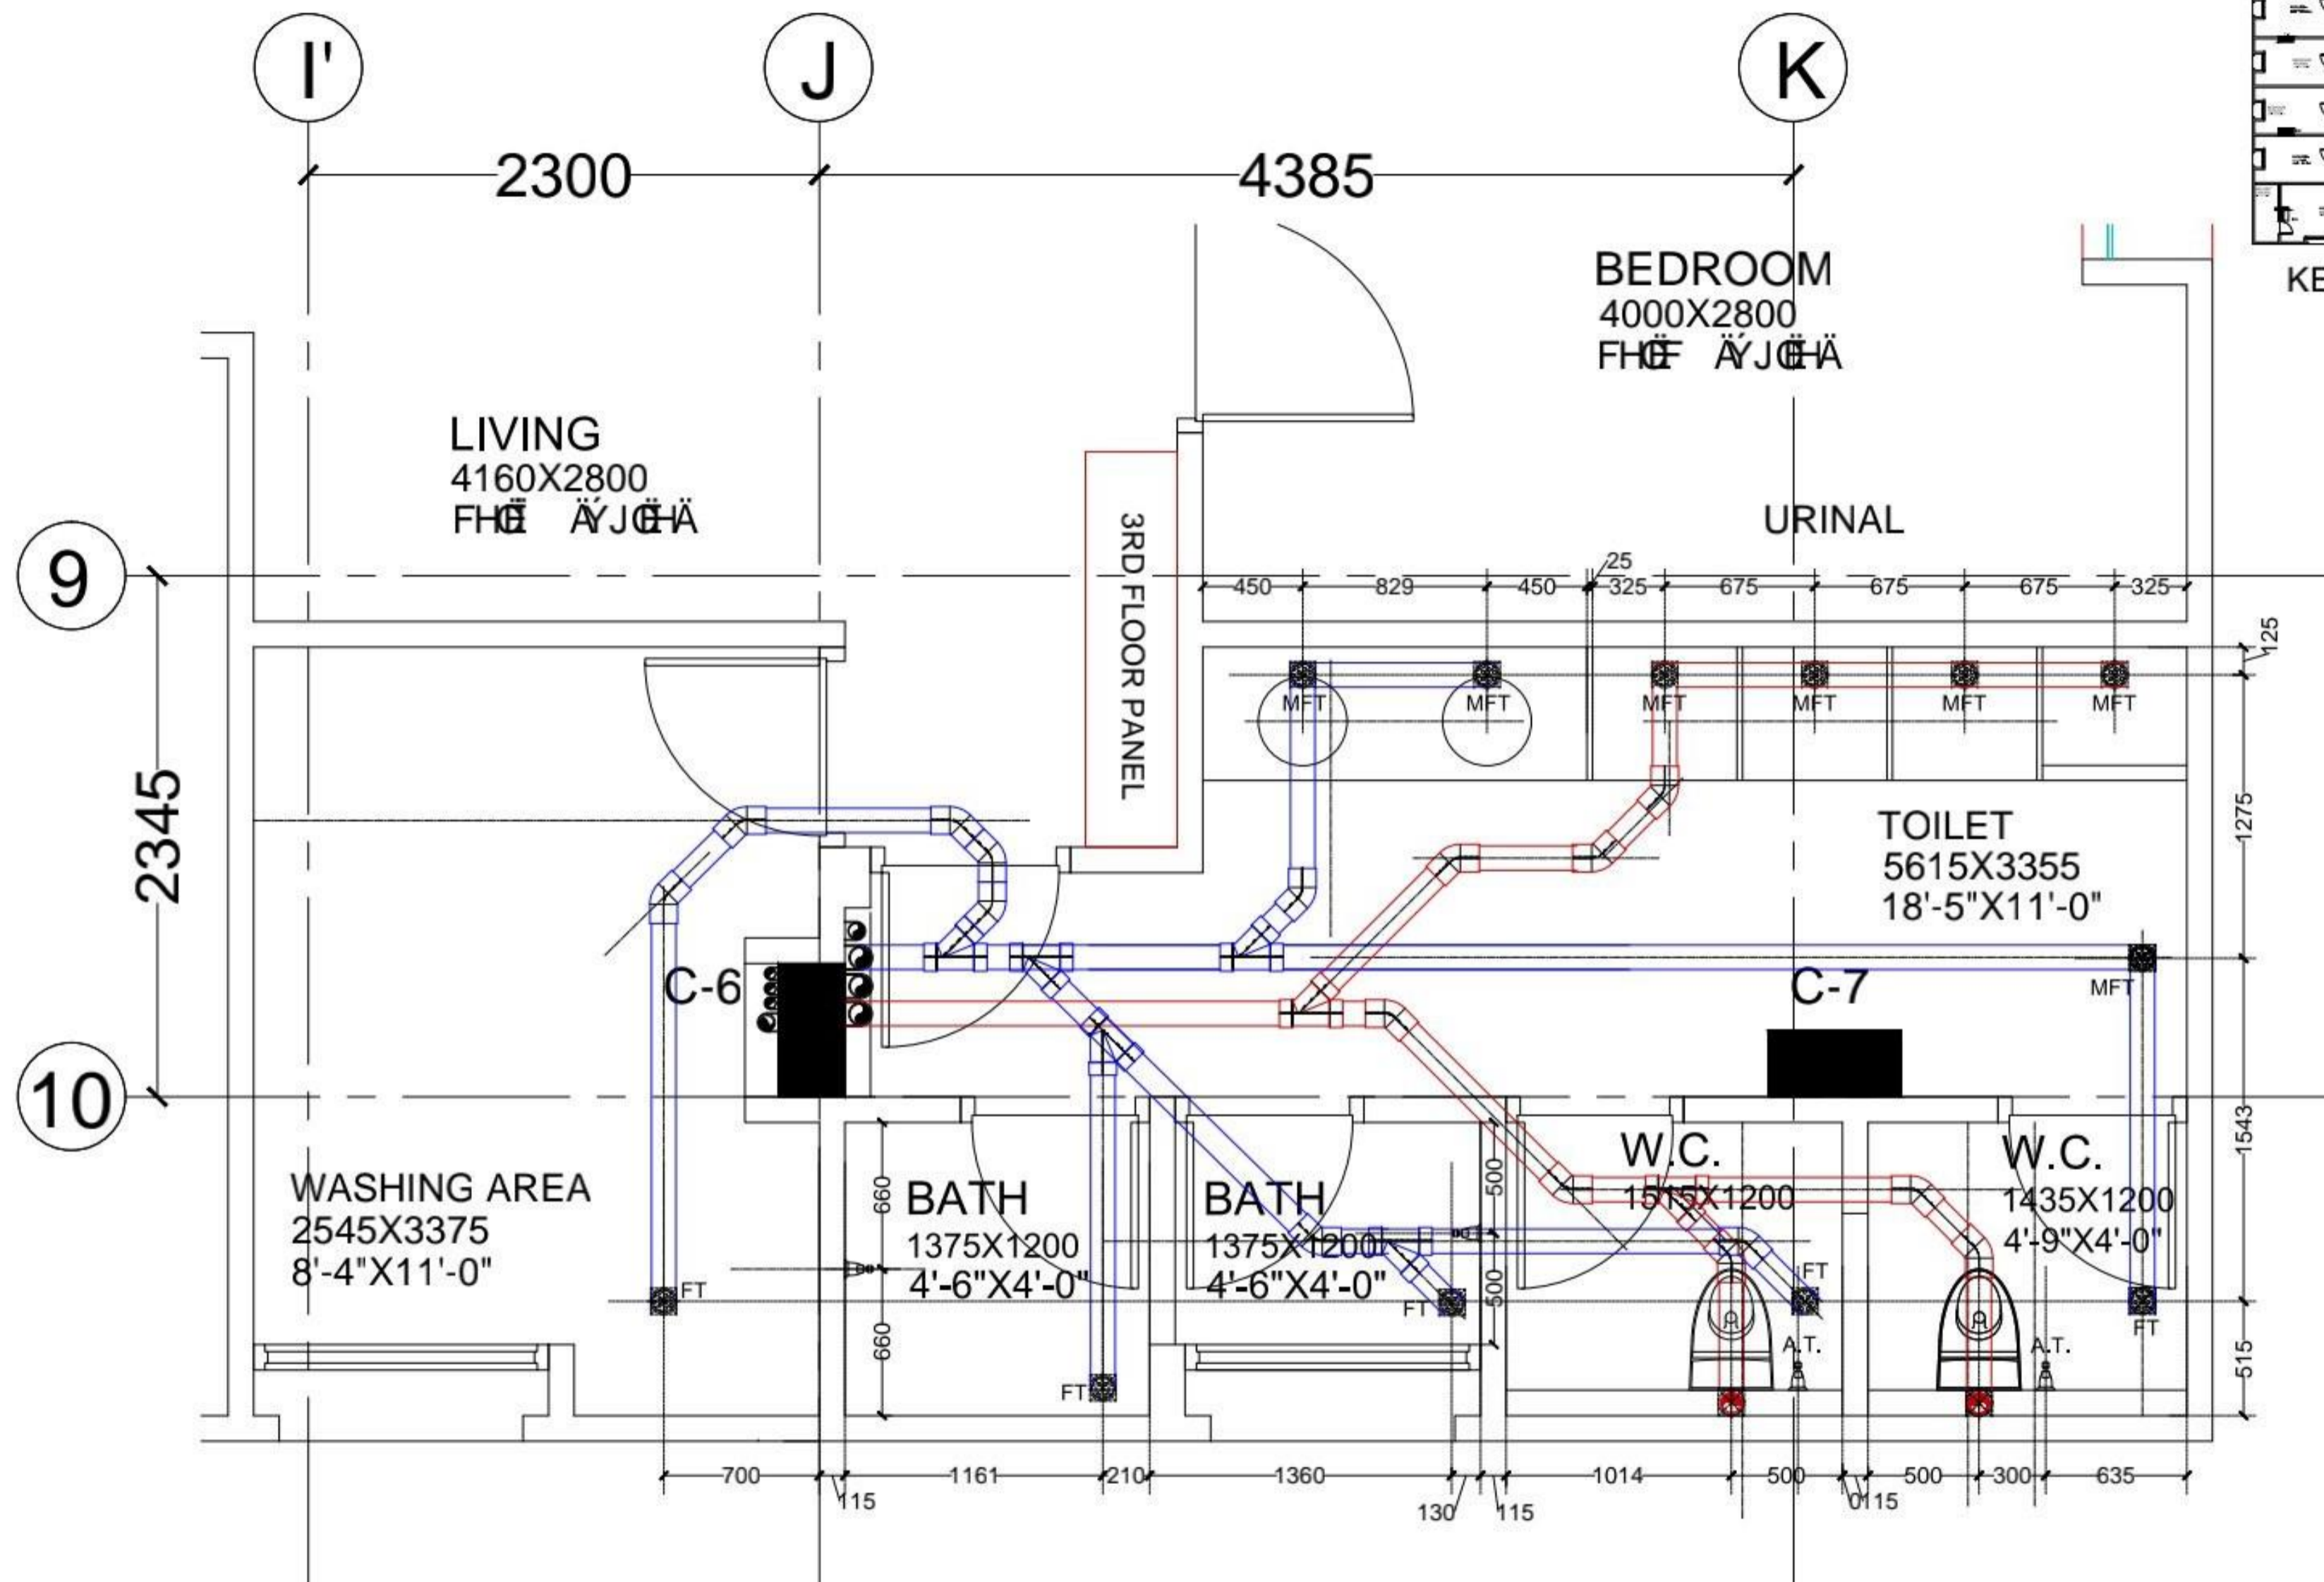 I'
J
K
2300
4385
BEDROOM
4000X2800
LIVING
4160X2800
URINAL
9
3RD FLOOR PANEL
25
450
829
450
325
675
675
675
325
125
MFT
MFT
MFT
MFT
MFT
MFT
2345
1275
TOILET
5615X3355
18'-5"X11'-0"
C-6
C-7
MFT
10
1543
WASHING AREA
2545X3375
8'-4"X11'-0"
FT
660
660
BATH
1375X1200
4'-6"X4'-0"
FT
BATH
1375X1200
4'-6"X4'-0"
FT
500
500
W.C.
1515X1200
FT
A.T.
W.C.
1435X1200
4'-9"X4'-0"
FT
A.T.
515
700
115
1161
210
1360
130
115
1014
500
0115
500
300
635